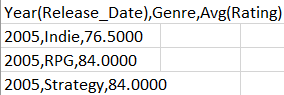 Year(Release_Date),Genre,Avg(Rating)
2005,Indie,76.5000
2005,RPG,84.0000
2005,Strategy,84.0000